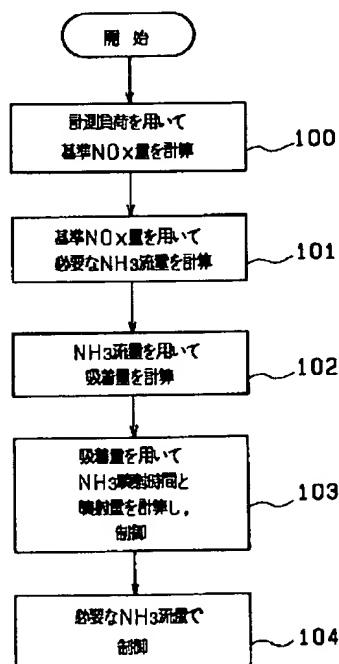 開始
計測負荷を用いて
基準NOx量を計算
100
基準NOx量を用いて
必要なNH3流量を計算
101
NH3流量を用いて
吸着量を計算
102
吸着量を用いて
NH3噴射時間と
噴射量を計算し,
制御
103
必要なNH3流量で
制御
104